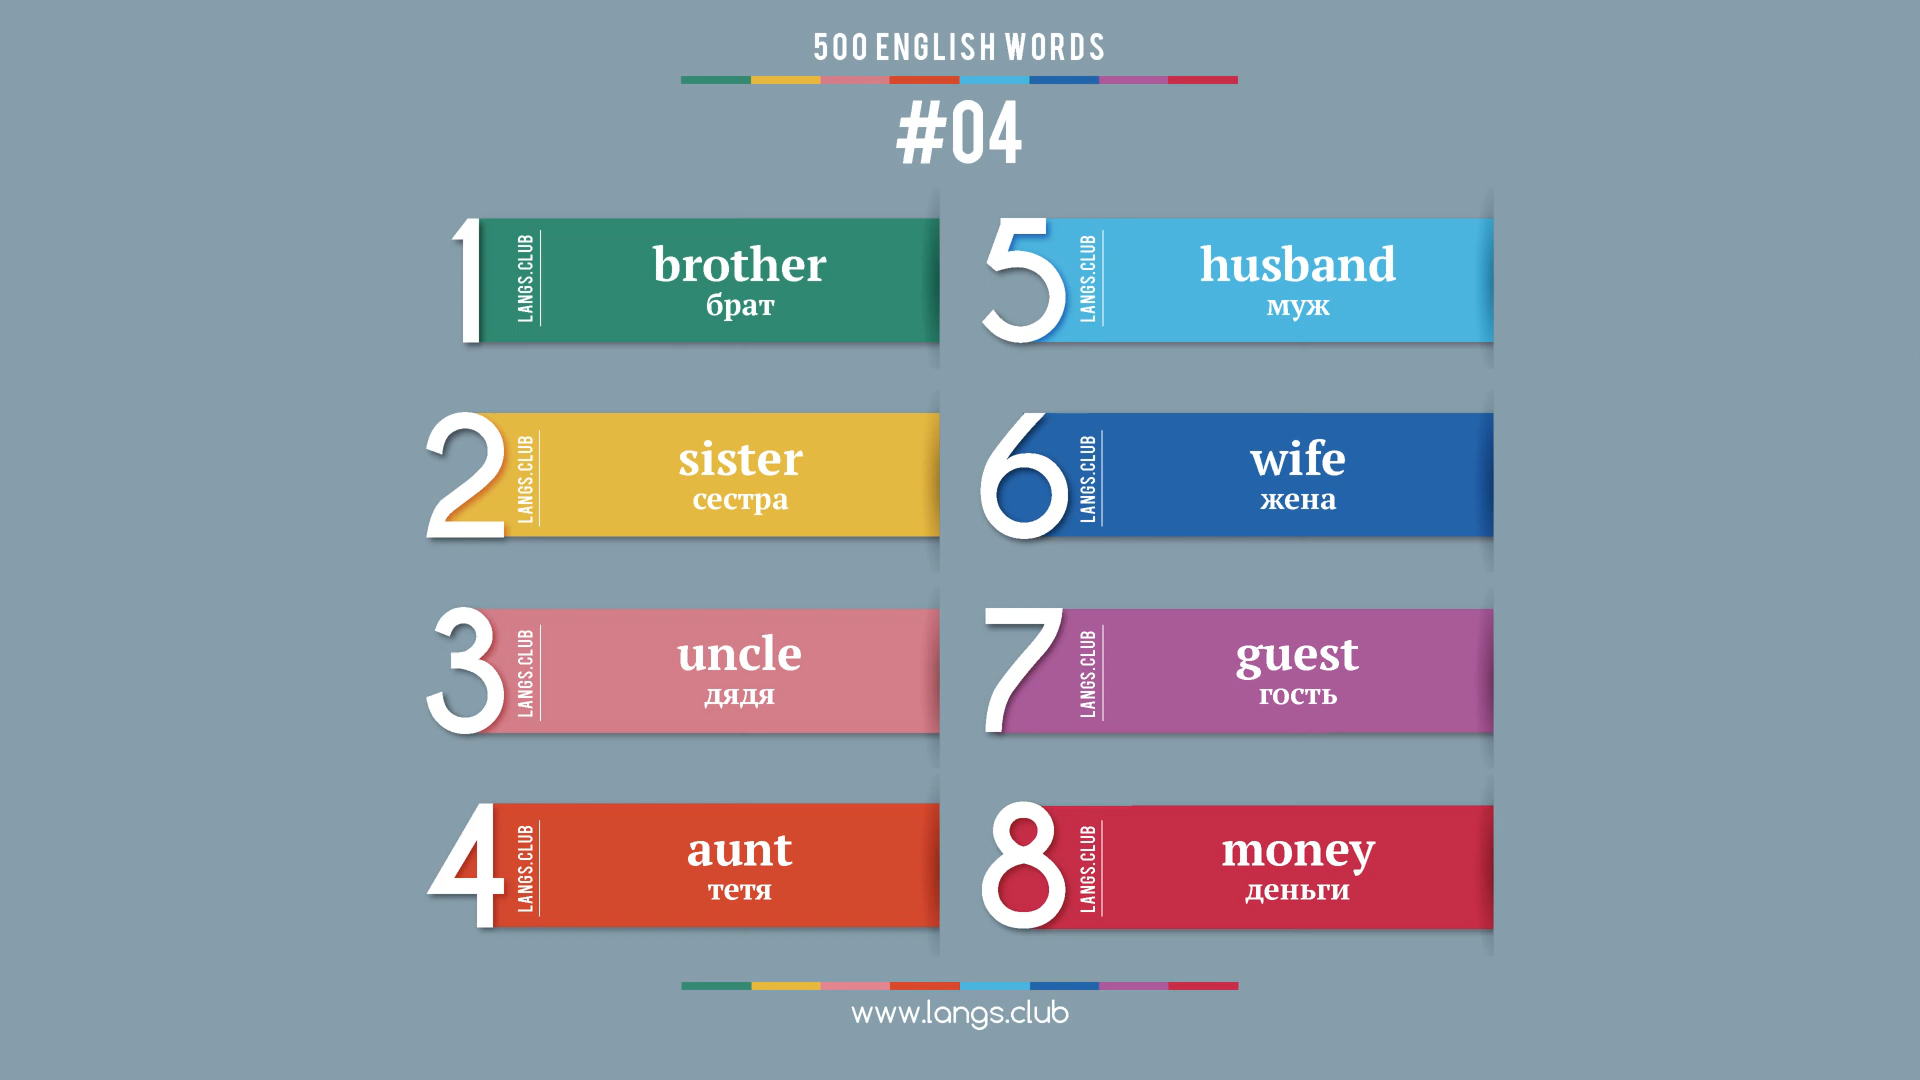 500 ENGLISH WORDS
#04
1
LANGS.CLUB
brother
брат
2
LANGS.CLUB
sister
сестра
3
LANGS.CLUB
uncle
дядя
4
LANGS.CLUB
aunt
тетя
5
LANGS.CLUB
husband
муж
6
LANGS.CLUB
wife
жена
7
LANGS.CLUB
guest
гость
8
LANGS.CLUB
money
деньги
www.langs.club